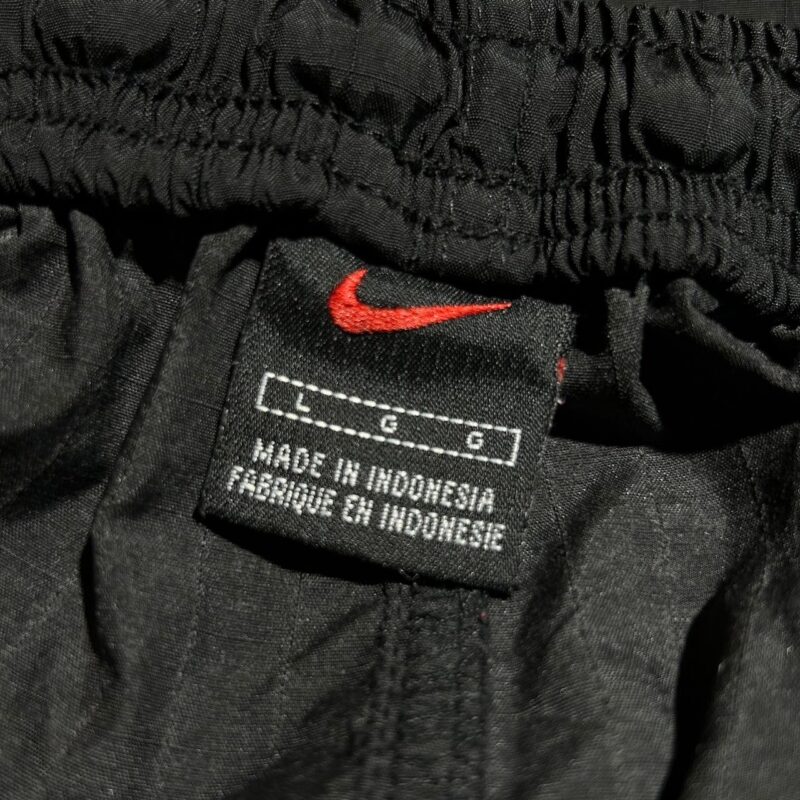 L G G
MADE IN INDONESIA
FABRIQUE EN INDONESIE